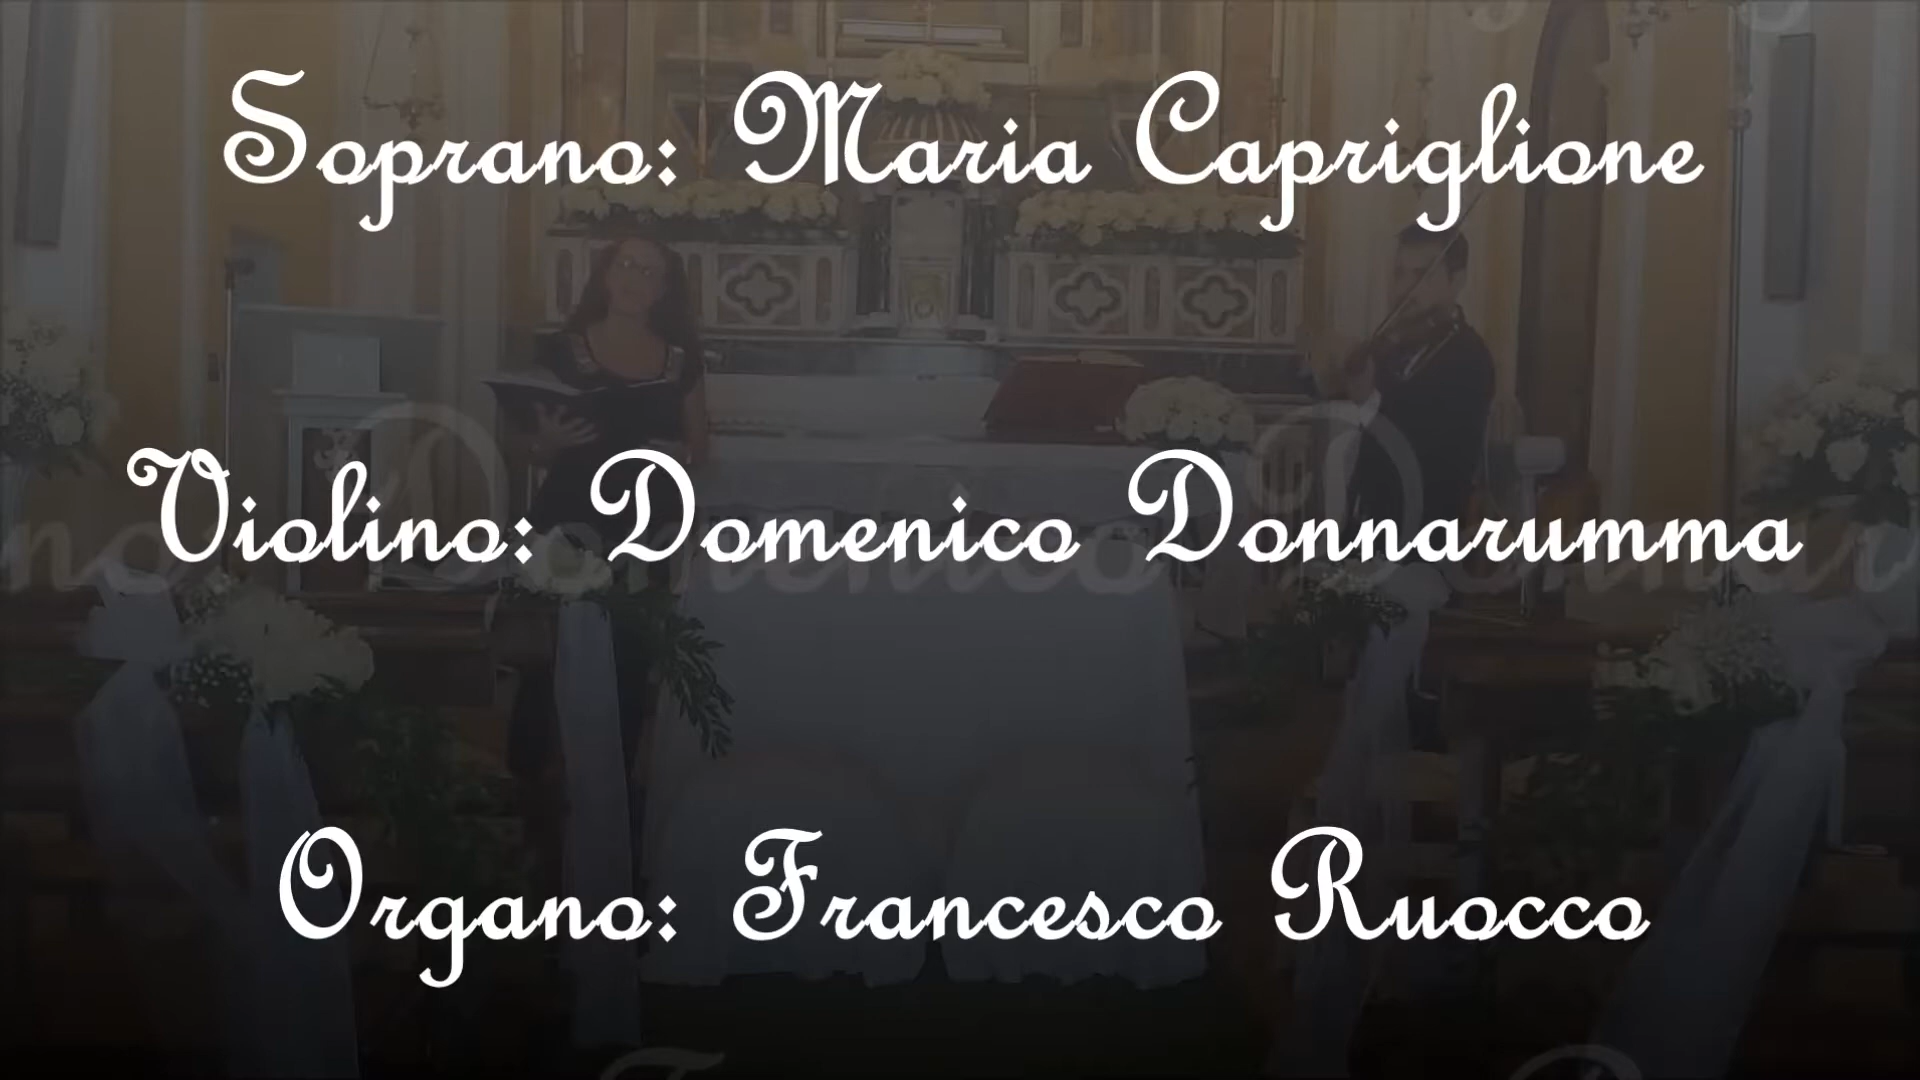 Soprano: Maria Capriglione
Violino: Domenico Donnarumma
Organo: Francesco Ruocco